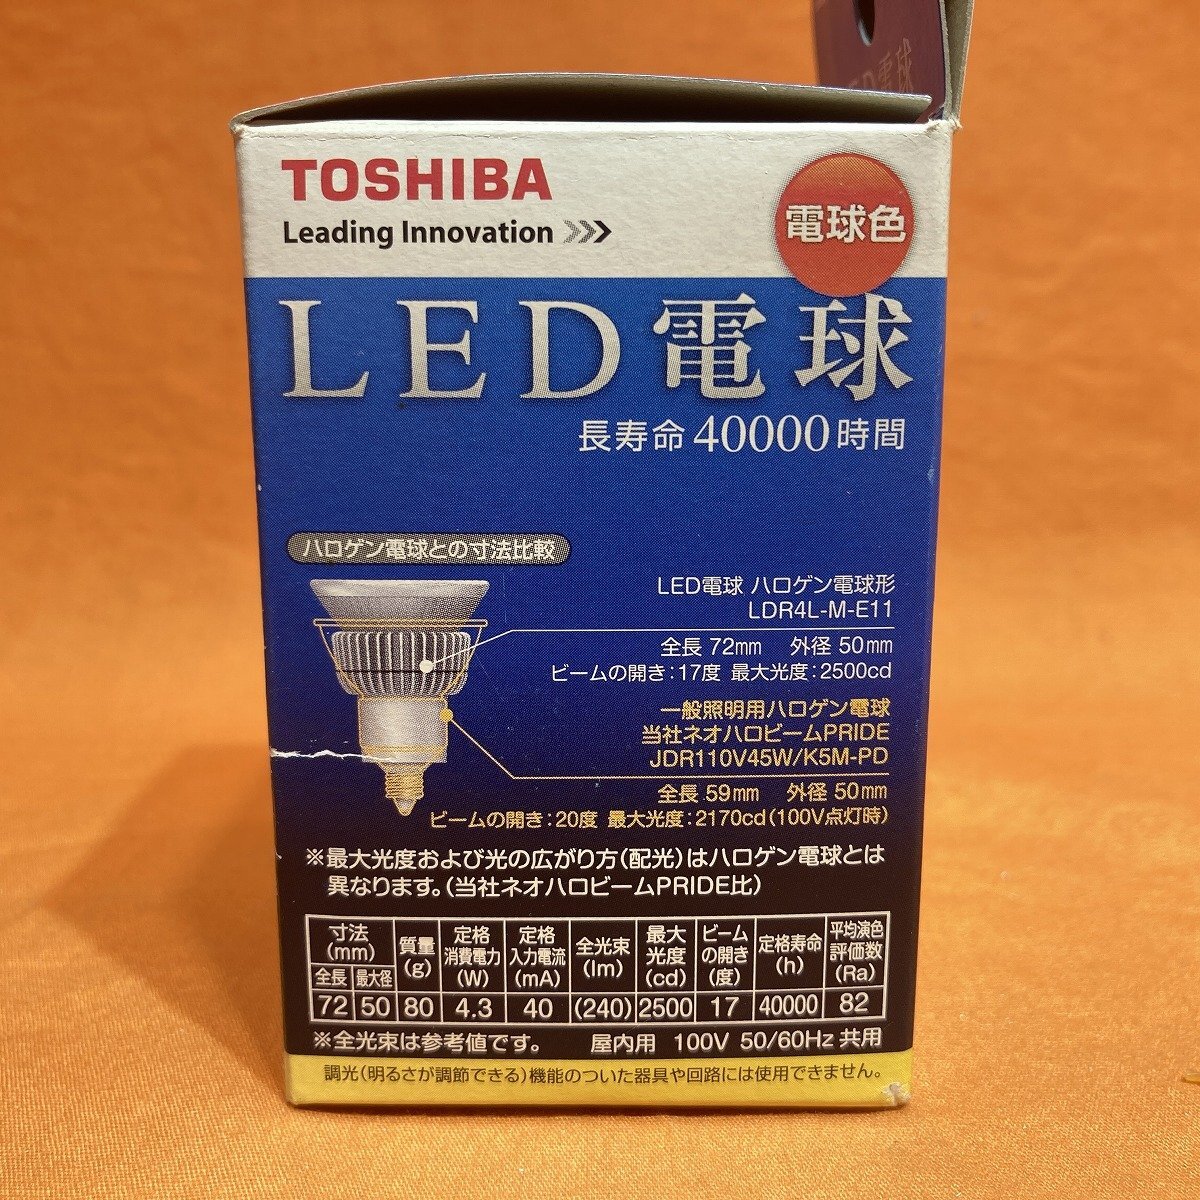 LED電球
TOSHIBA
Leading Innovation
電球色
LED電球
長寿命 40000時間
ハロゲン電球との寸法比較
LED電球 ハロゲン電球形
LDR4L-M-E11
全長 72mm 外径 50mm
ビームの開き:17度 最大光度:2500cd
一般照明用ハロゲン電球
当社ネオハロビームPRIDE
JDR110V45W/K5M-PD
全長 59mm 外径 50mm
ビームの開き:20度 最大光度:2170cd(100V点灯時)
※最大光度および光の広がり方(配光)はハロゲン電球とは
異なります。(当社ネオハロビームPRIDE比)
寸法(mm) 質量(g) 定格消費電力(W) 定格入力電流(mA) 全光束(lm) 最大光度(cd) ビームの開き(度) 定格寿命(h) 平均演色評価数(Ra)
全長 最大径
72 50 80 4.3 40 (240) 2500 17 40000 82
※全光束は参考値です。 屋内用 100V 50/60Hz 共用
調光(明るさが調節できる)機能のついた器具や回路には使用できません。